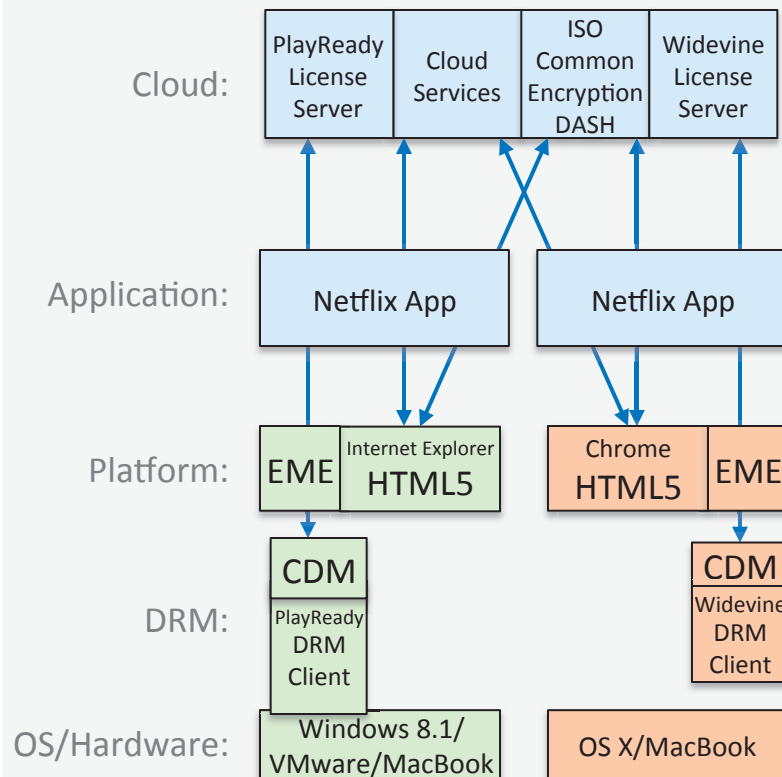 Cloud:
PlayReady
License
Server
Cloud
Services
ISO
Common
Encryption
DASH
Widevine
License
Server
Application:
Netflix App
Netflix App
Platform:
EME
Internet Explorer
HTML5
Chrome
HTML5
EME
DRM:
CDM
PlayReady
DRM
Client
CDM
Widevine
DRM
Client
OS/Hardware:
Windows 8.1/
VMware/MacBook
OS X/MacBook